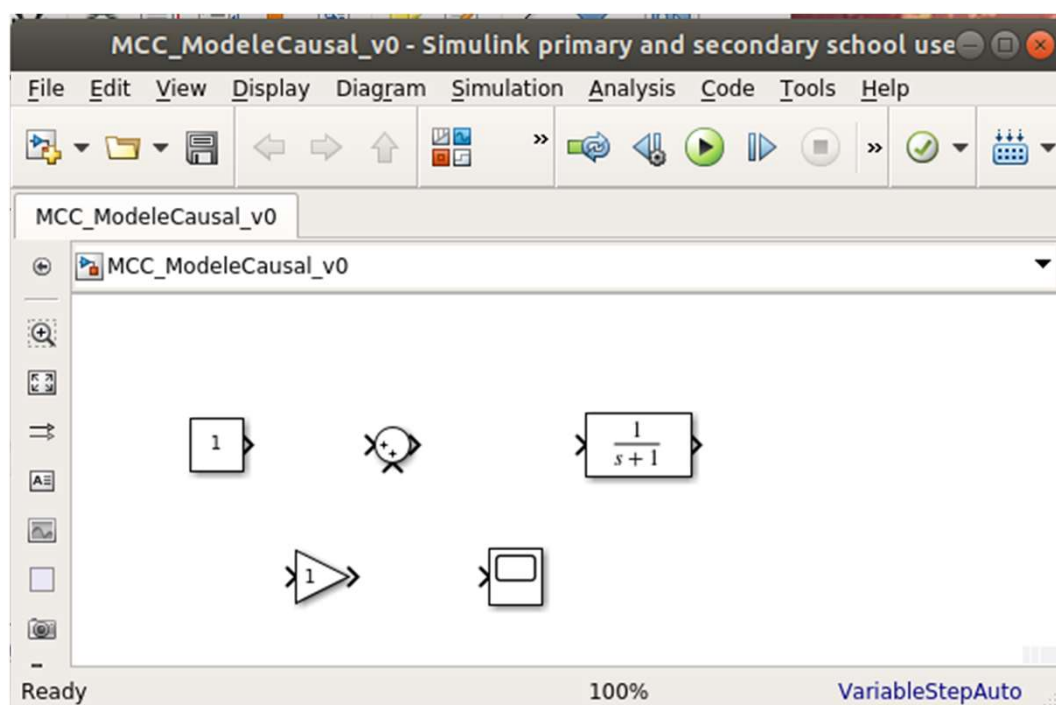 MCC_ModeleCausal_v0 - Simulink primary and secondary school use
File Edit View Display Diagram Simulation Analysis Code Tools Help
» »
MCC_ModeleCausal_v0
MCC_ModeleCausal_v0
A
1
+
+
1
s + 1
1
Ready 100% VariableStepAuto